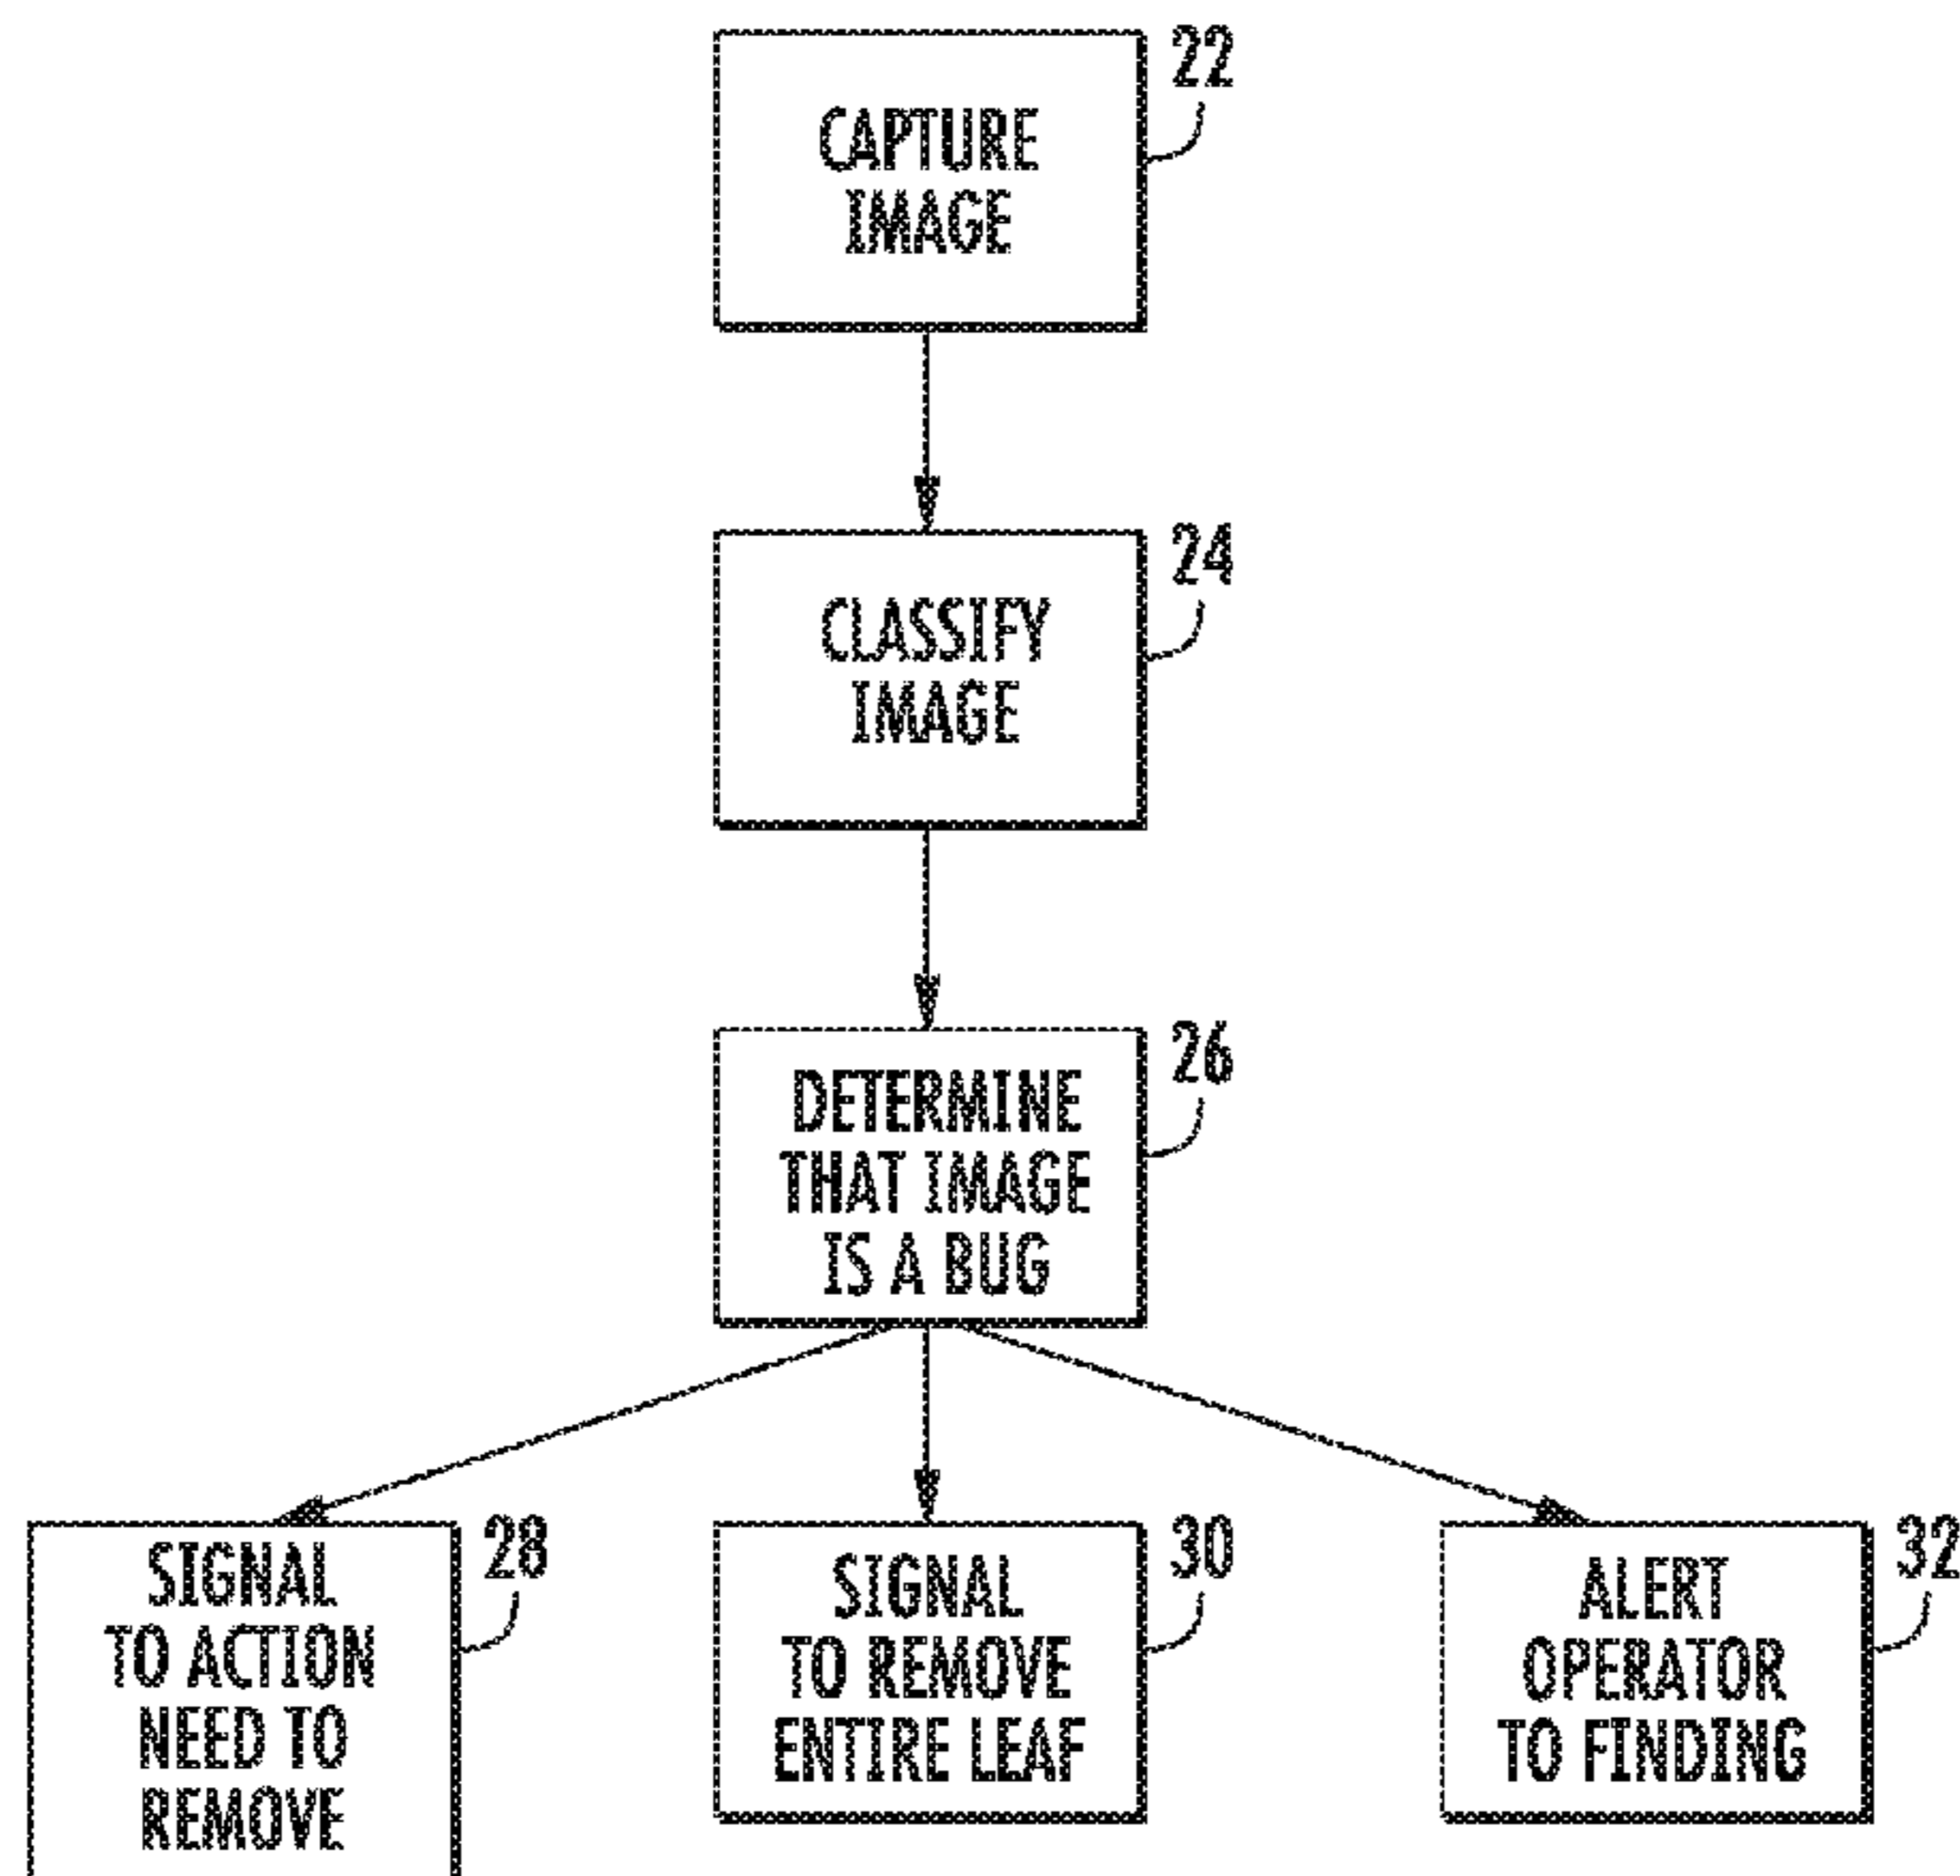 22
CAPTURE
IMAGE
24
CLASSIFY
IMAGE
26
DETERMINE
THAT IMAGE
IS A BUG
28
SIGNAL
TO ACTION
NEED TO
REMOVE
30
SIGNAL
TO REMOVE
ENTIRE LEAF
32
ALERT
OPERATOR
TO FINDING